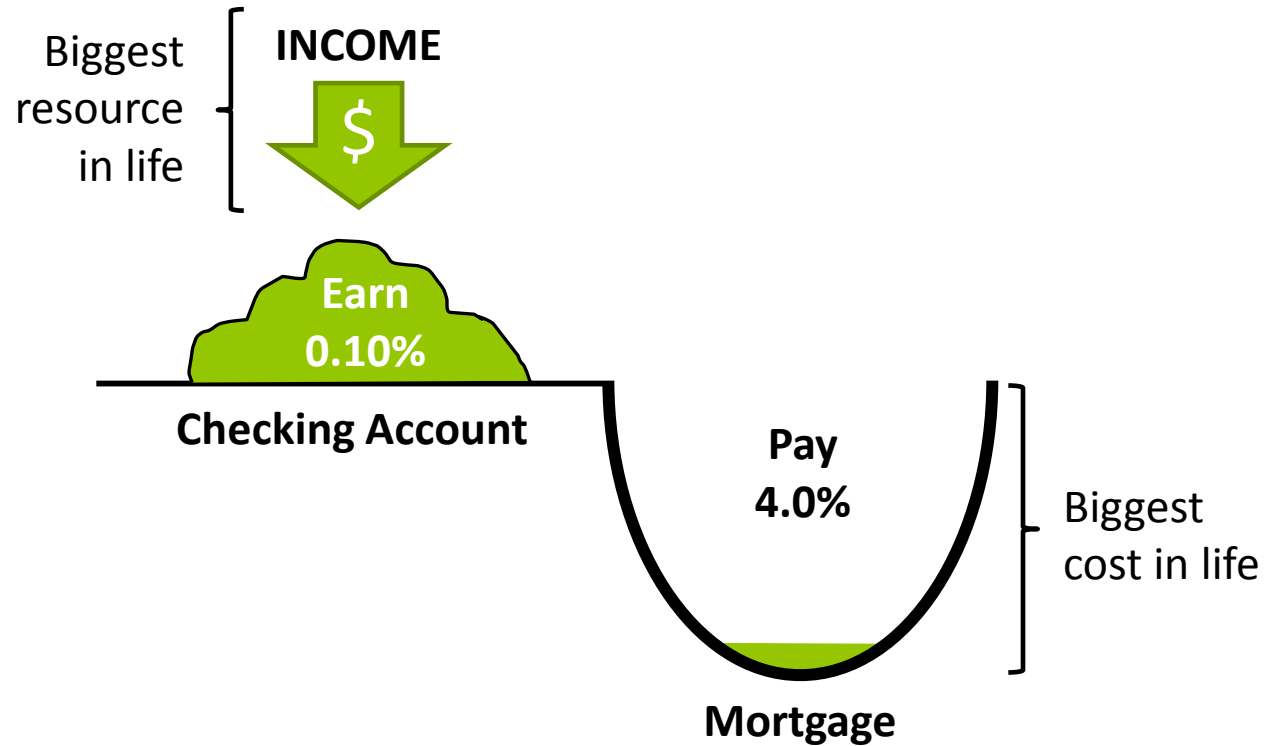 Biggest
resource
in life
INCOME
$
Earn
0.10%
Checking Account
Pay
4.0%
Biggest
cost in life
Mortgage